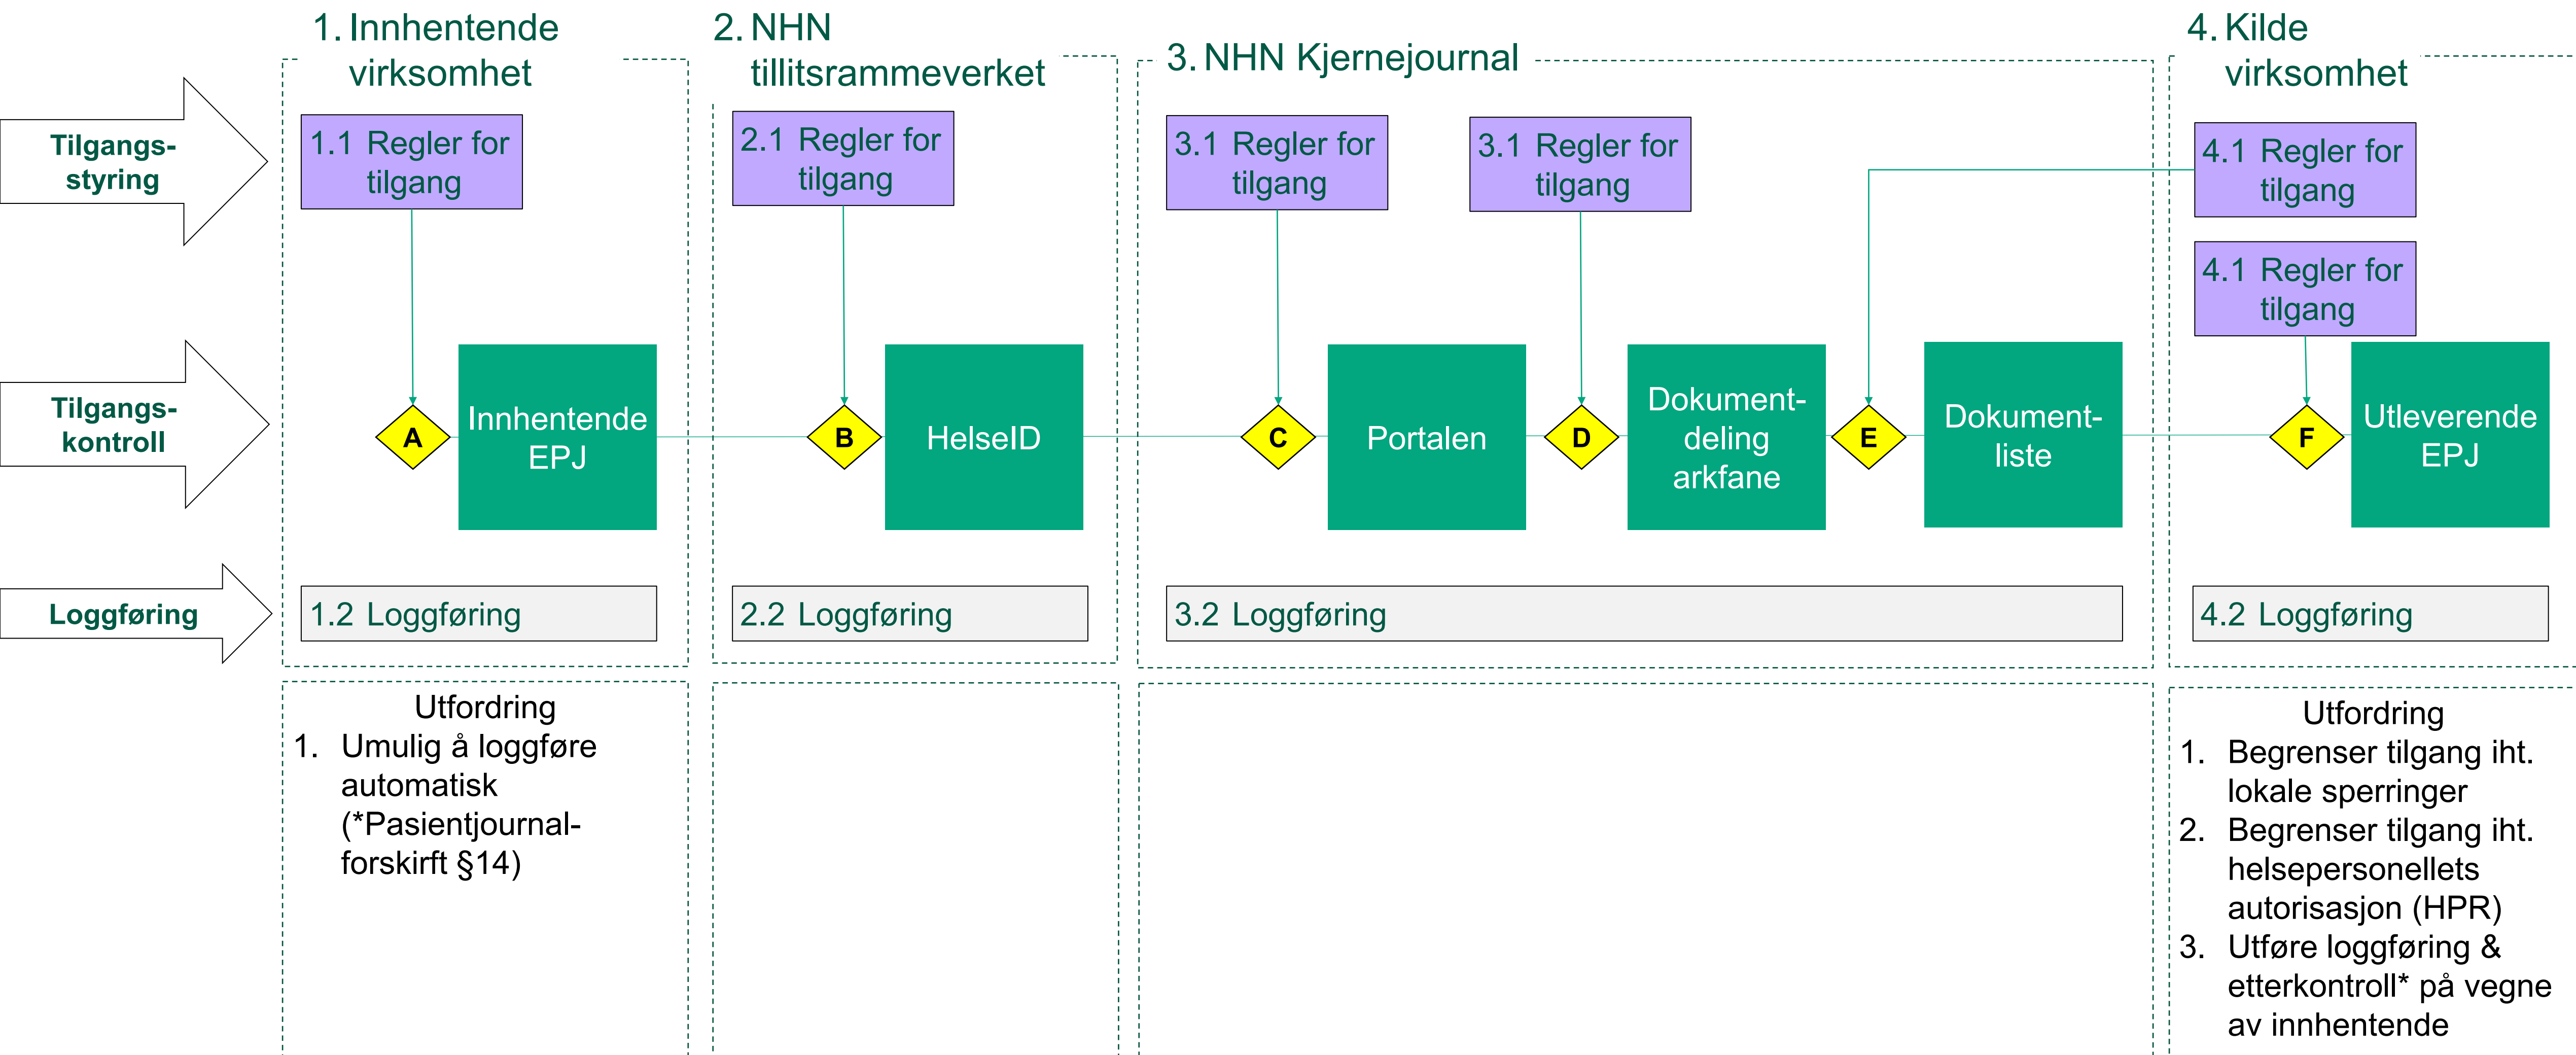 1. Innhentende
virksomhet
2. NHN
tillitsrammeverket
3. NHN Kjernejournal
4. Kilde
virksomhet
Tilgangs-
styring
1.1 Regler for
tilgang
2.1 Regler for
tilgang
3.1 Regler for
tilgang
3.1 Regler for
tilgang
4.1 Regler for
tilgang
4.1 Regler for
tilgang
Tilgangs-
kontroll
A
Innhentende
EPJ
B
HelseID
C
Portalen
D
Dokument-
deling
arkfane
E
Dokument-
liste
F
Utleverende
EPJ
Loggføring
1.2 Loggføring
2.2 Loggføring
3.2 Loggføring
4.2 Loggføring
Utfordring
1. Umulig å loggføre
automatisk
(*Pasientjournal-
forskirft §14)
Utfordring
1. Begrenser tilgang iht.
lokale sperringer
2. Begrenser tilgang iht.
helsepersonellets
autorisasjon (HPR)
3. Utføre loggføring &
etterkontroll* på vegne
av innhentende